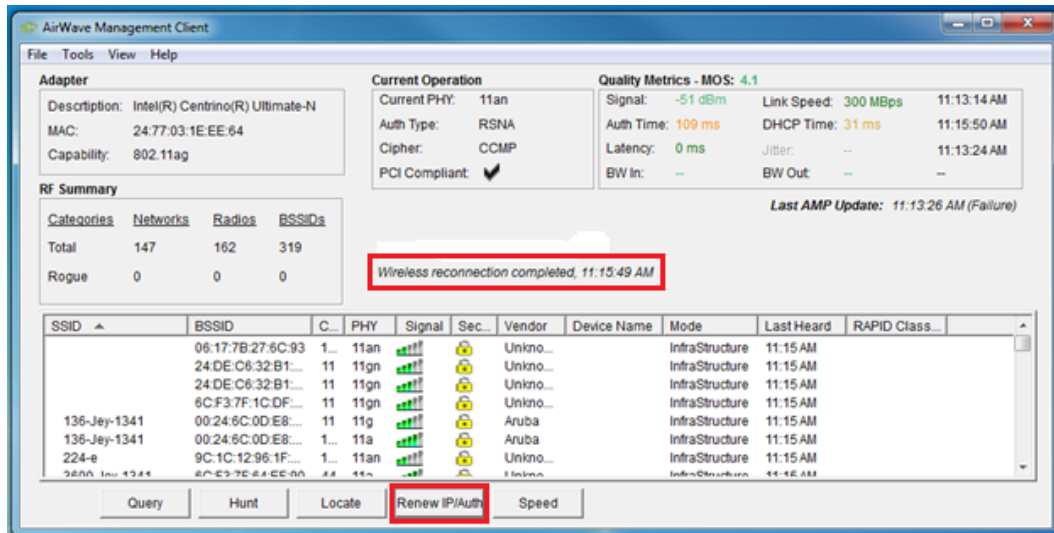 AirWave Management Client
File Tools View Help
Adapter
Descrtiption: Intel(R) Centrino(R) Ultimate-N
MAC: 24:77:03:1E:EE:64
Capability: 802.11ag
Current Operation
Current PHY: 11an
Auth Type: RSNA
Cipher: CCMP
PCI Compliant:
Quality Metrics - MOS: 4.1
Signal: -51 dBm Link Speed: 300 MBps 11:13:14 AM
Auth Time: 109 ms DHCP Time: 31 ms 11:15:50 AM
Latency: 0 ms Jitter: -- 11:13:24 AM
BW In: -- BW Out: -- --
RF Summary
Categories Networks Radios BSSIDs
Total 147 162 319
Rogue 0 0 0
Last AMP Update: 11:13:26 AM (Failure)
Wireless reconnection completed, 11:15:49 AM
SSID BSSID C... PHY Signal Sec... Vendor Device Name Mode Last Heard RAPID Class...
06:17:7B:27:6C:93 1... 11an Unkno... InfraStructure 11:15 AM
24:DE:C6:32:B1:... 11 11gn Unkno... InfraStructure 11:15 AM
24:DE:C6:32:B1:... 11 11gn Unkno... InfraStructure 11:15 AM
6C:F3:7F:1C:DF:... 11 11gn Unkno... InfraStructure 11:15 AM
136-Jey-1341 00:24:6C:0D:E8:... 11 11g Aruba InfraStructure 11:15 AM
136-Jey-1341 00:24:6C:0D:E8:... 1... 11a Aruba InfraStructure 11:15 AM
224-e 9C:1C:12:96:1F:... 1... 11an Unkno... InfraStructure 11:15 AM
Query Hunt Locate Renew IP/Auth Speed